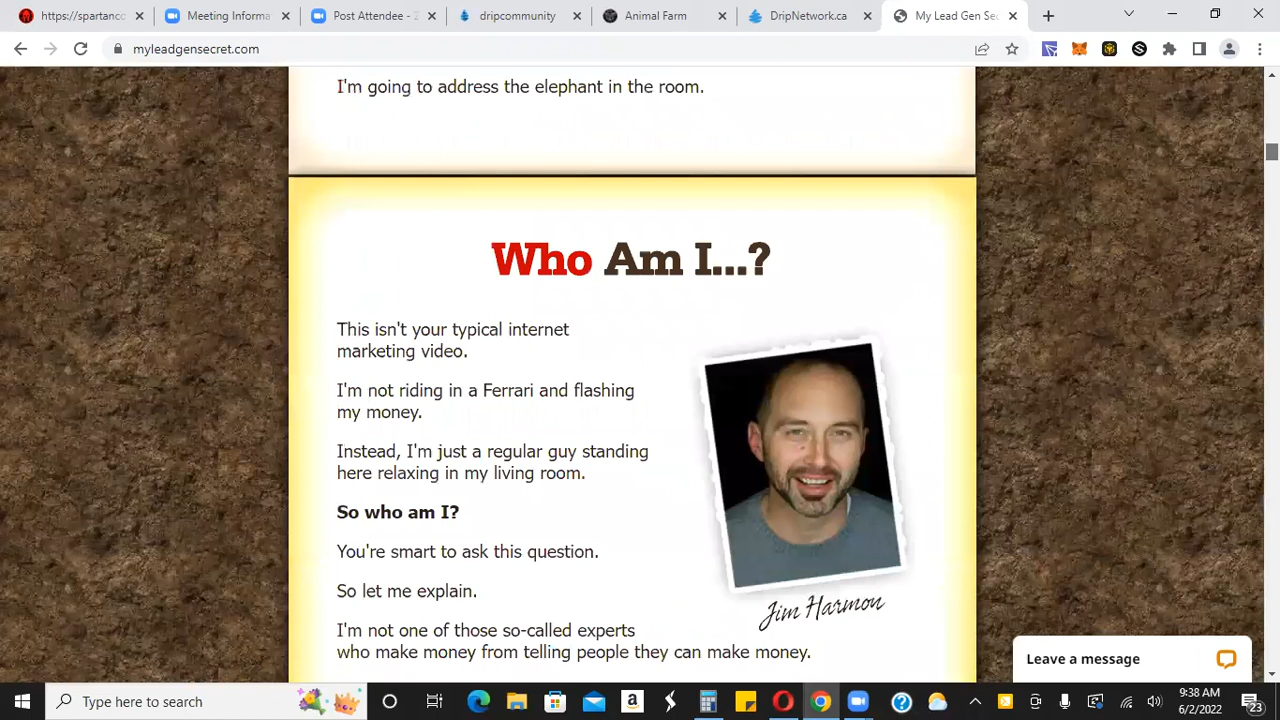 https://spartanco
Meeting Informa
Post Attendee - Z
dripcommunity
Animal Farm
DripNetwork.ca
My Lead Gen Sec
myleadgensecret.com
I'm going to address the elephant in the room.
Who Am I...?
This isn't your typical internet
marketing video.
I'm not riding in a Ferrari and flashing
my money.
Instead, I'm just a regular guy standing
here relaxing in my living room.
So who am I?
You're smart to ask this question.
So let me explain.
Jim Harmon
I'm not one of those so-called experts
who make money from telling people they can make money.
Leave a message
Type here to search
9:38 AM
6/2/2022
23